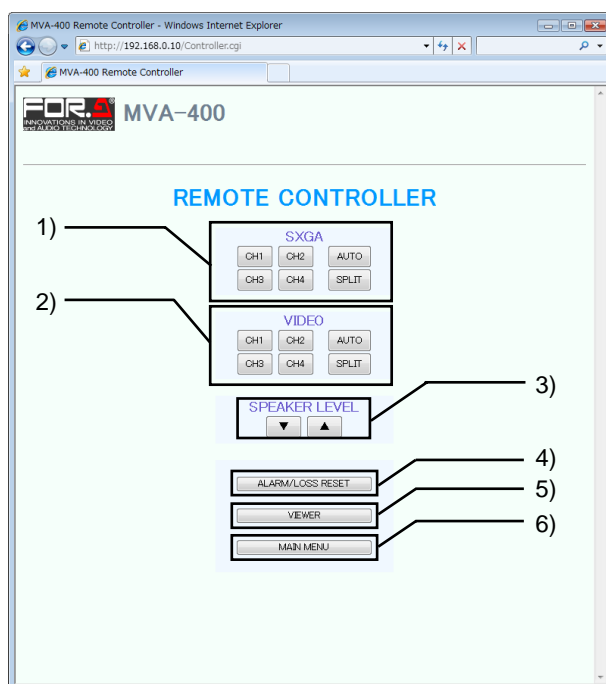 MVA-400 Remote Controller - Windows Internet Explorer
http://192.168.0.10/Controller.cgi
MVA-400 Remote Controller
FOR.A® MVA-400
INNOVATIONS IN VIDEO
and AUDIO TECHNOLOGY
REMOTE CONTROLLER
1)
SXGA
CH1 CH2 AUTO
CH3 CH4 SPLIT
2)
VIDEO
CH1 CH2 AUTO
CH3 CH4 SPLIT
3)
SPEAKER LEVEL
▼ ▲
4)
ALARM/LOSS RESET
5)
VIEWER
6)
MAIN MENU